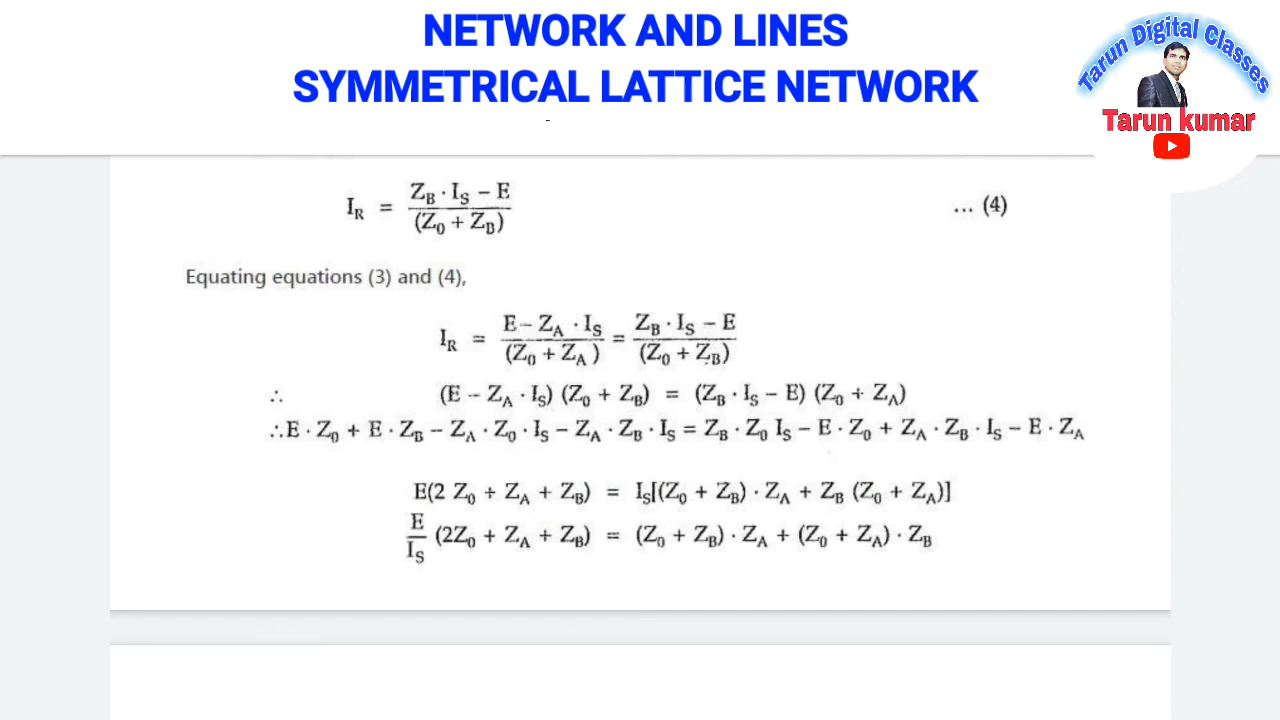 NETWORK AND LINES
SYMMETRICAL LATTICE NETWORK
Tarun Digital Classes
Tarun kumar
I_R = (Z_B · I_S − E) / (Z_0 + Z_B) ... (4)
Equating equations (3) and (4),
I_R = (E − Z_A · I_S) / (Z_0 + Z_A) = (Z_B · I_S − E) / (Z_0 + Z_B)
∴ (E − Z_A · I_S) (Z_0 + Z_B) = (Z_B · I_S − E) (Z_0 + Z_A)
∴ E · Z_0 + E · Z_B − Z_A · Z_0 · I_S − Z_A · Z_B · I_S = Z_B · Z_0 I_S − E · Z_0 + Z_A · Z_B · I_S − E · Z_A
E(2 Z_0 + Z_A + Z_B) = I_S[(Z_0 + Z_B) · Z_A + Z_B (Z_0 + Z_A)]
E / I_S (2Z_0 + Z_A + Z_B) = (Z_0 + Z_B) · Z_A + (Z_0 + Z_A) · Z_B